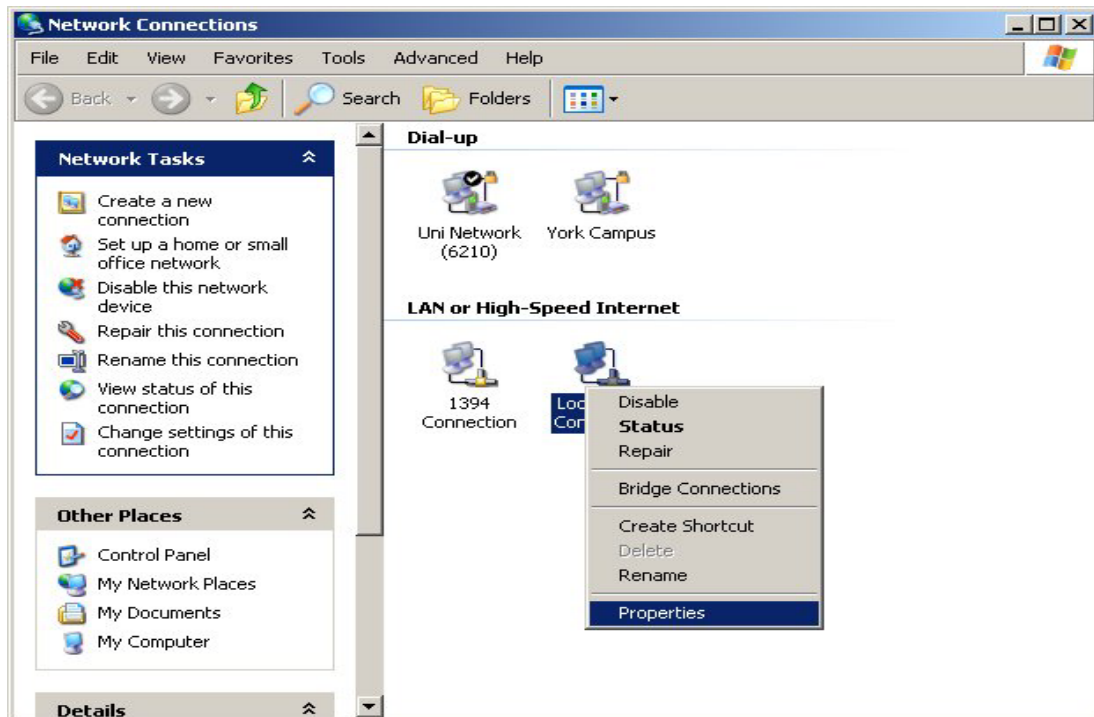 Network Connections
File Edit View Favorites Tools Advanced Help
Back Search Folders
Network Tasks
Create a new
connection
Set up a home or small
office network
Disable this network
device
Repair this connection
Rename this connection
View status of this
connection
Change settings of this
connection
Other Places
Control Panel
My Network Places
My Documents
My Computer
Details
Dial-up
Uni Network
(6210)
York Campus
LAN or High-Speed Internet
1394
Connection
Loc
Con
Disable
Status
Repair
Bridge Connections
Create Shortcut
Delete
Rename
Properties